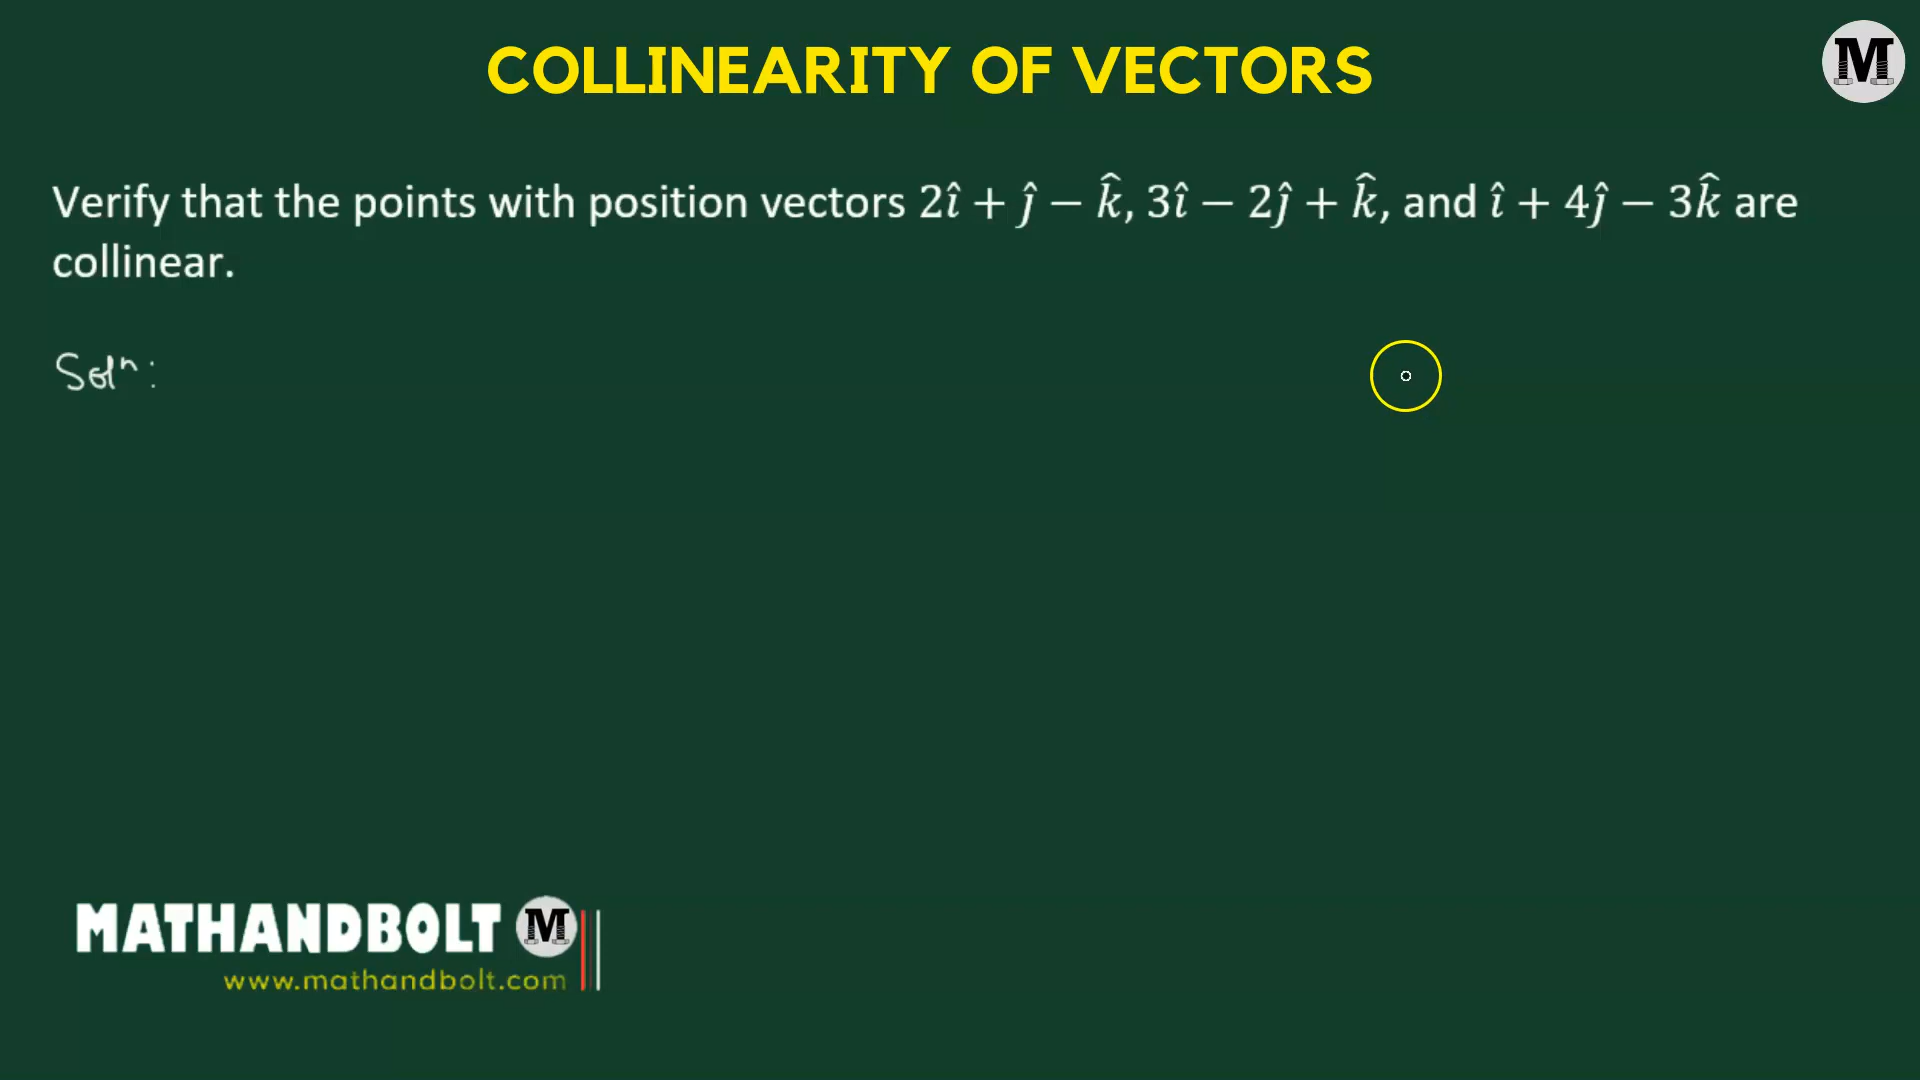 COLLINEARITY OF VECTORS
M
Verify that the points with position vectors 2î + ĵ − k̂, 3î − 2ĵ + k̂, and î + 4ĵ − 3k̂ are
collinear.
Solⁿ :
MATHANDBOLT M
www.mathandbolt.com